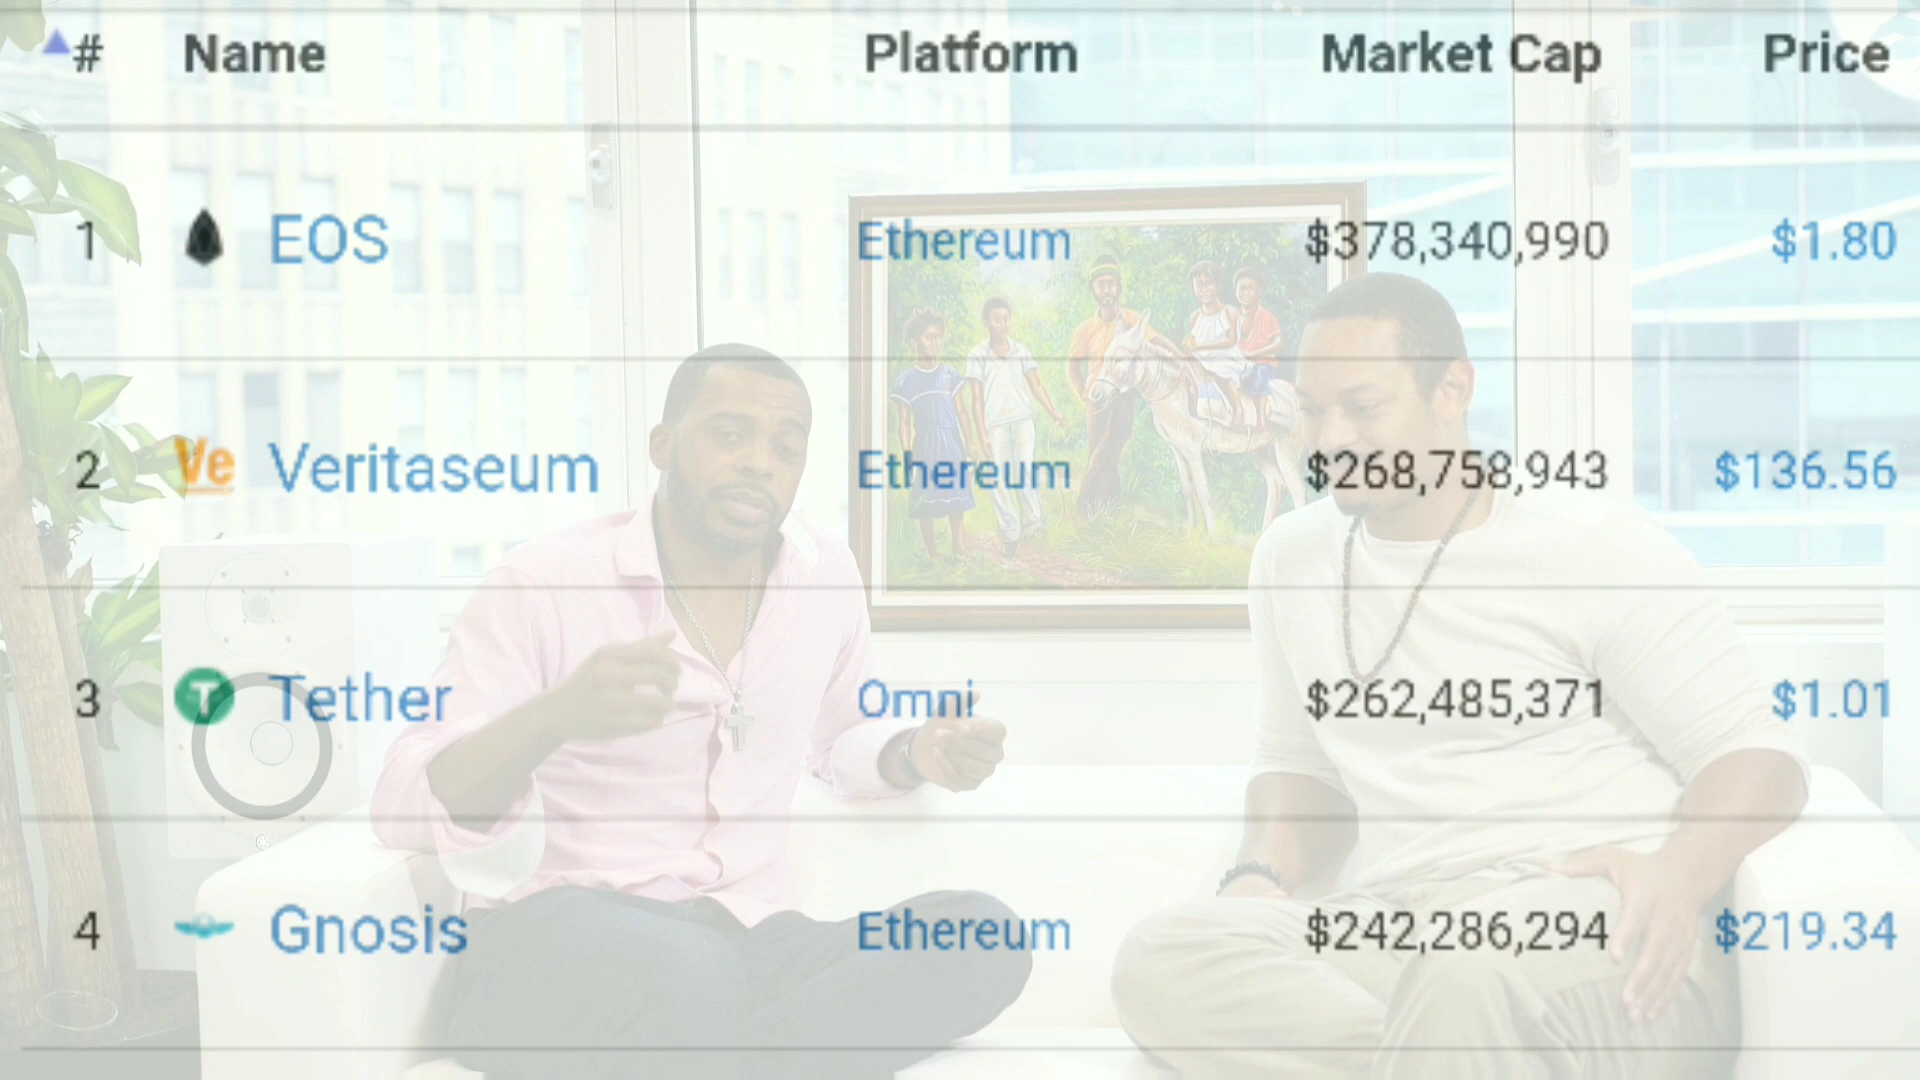 # Name Platform Market Cap Price
1 EOS Ethereum $378,340,990 $1.80
2 Ve Veritaseum Ethereum $268,758,943 $136.56
3 T Tether Omni $262,485,371 $1.01
4 Gnosis Ethereum $242,286,294 $219.34